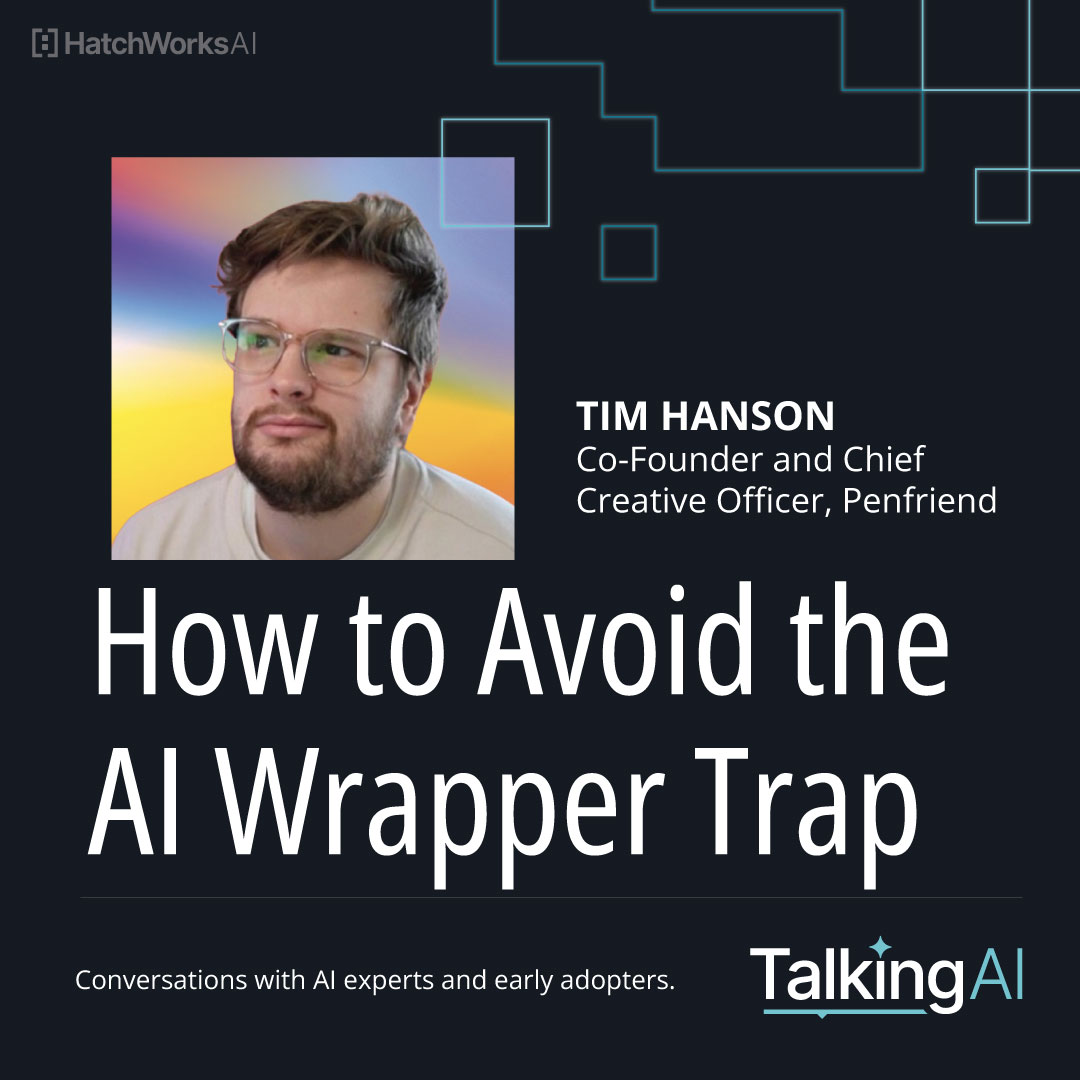 HatchWorksAI
TIM HANSON
Co-Founder and Chief
Creative Officer, Penfriend
How to Avoid the
AI Wrapper Trap
Conversations with AI experts and early adopters.
TalkingAI